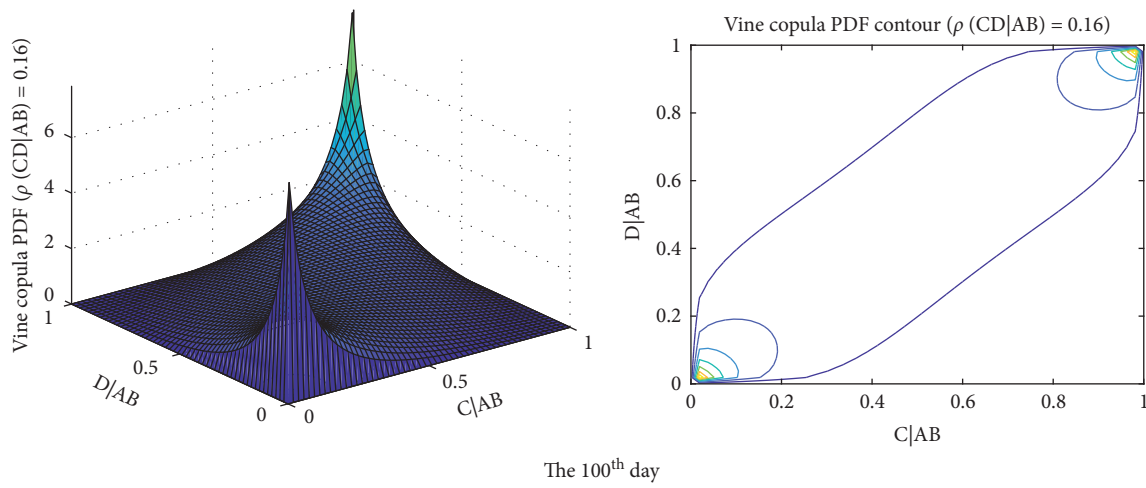 Vine copula PDF (ρ (CD|AB) = 0.16)
6
4
2
0
1
0.5
0
D|AB
0
0.5
1
C|AB
Vine copula PDF contour (ρ (CD|AB) = 0.16)
1
0.8
0.6
0.4
0.2
0
D|AB
0 0.2 0.4 0.6 0.8 1
C|AB
The 100th day